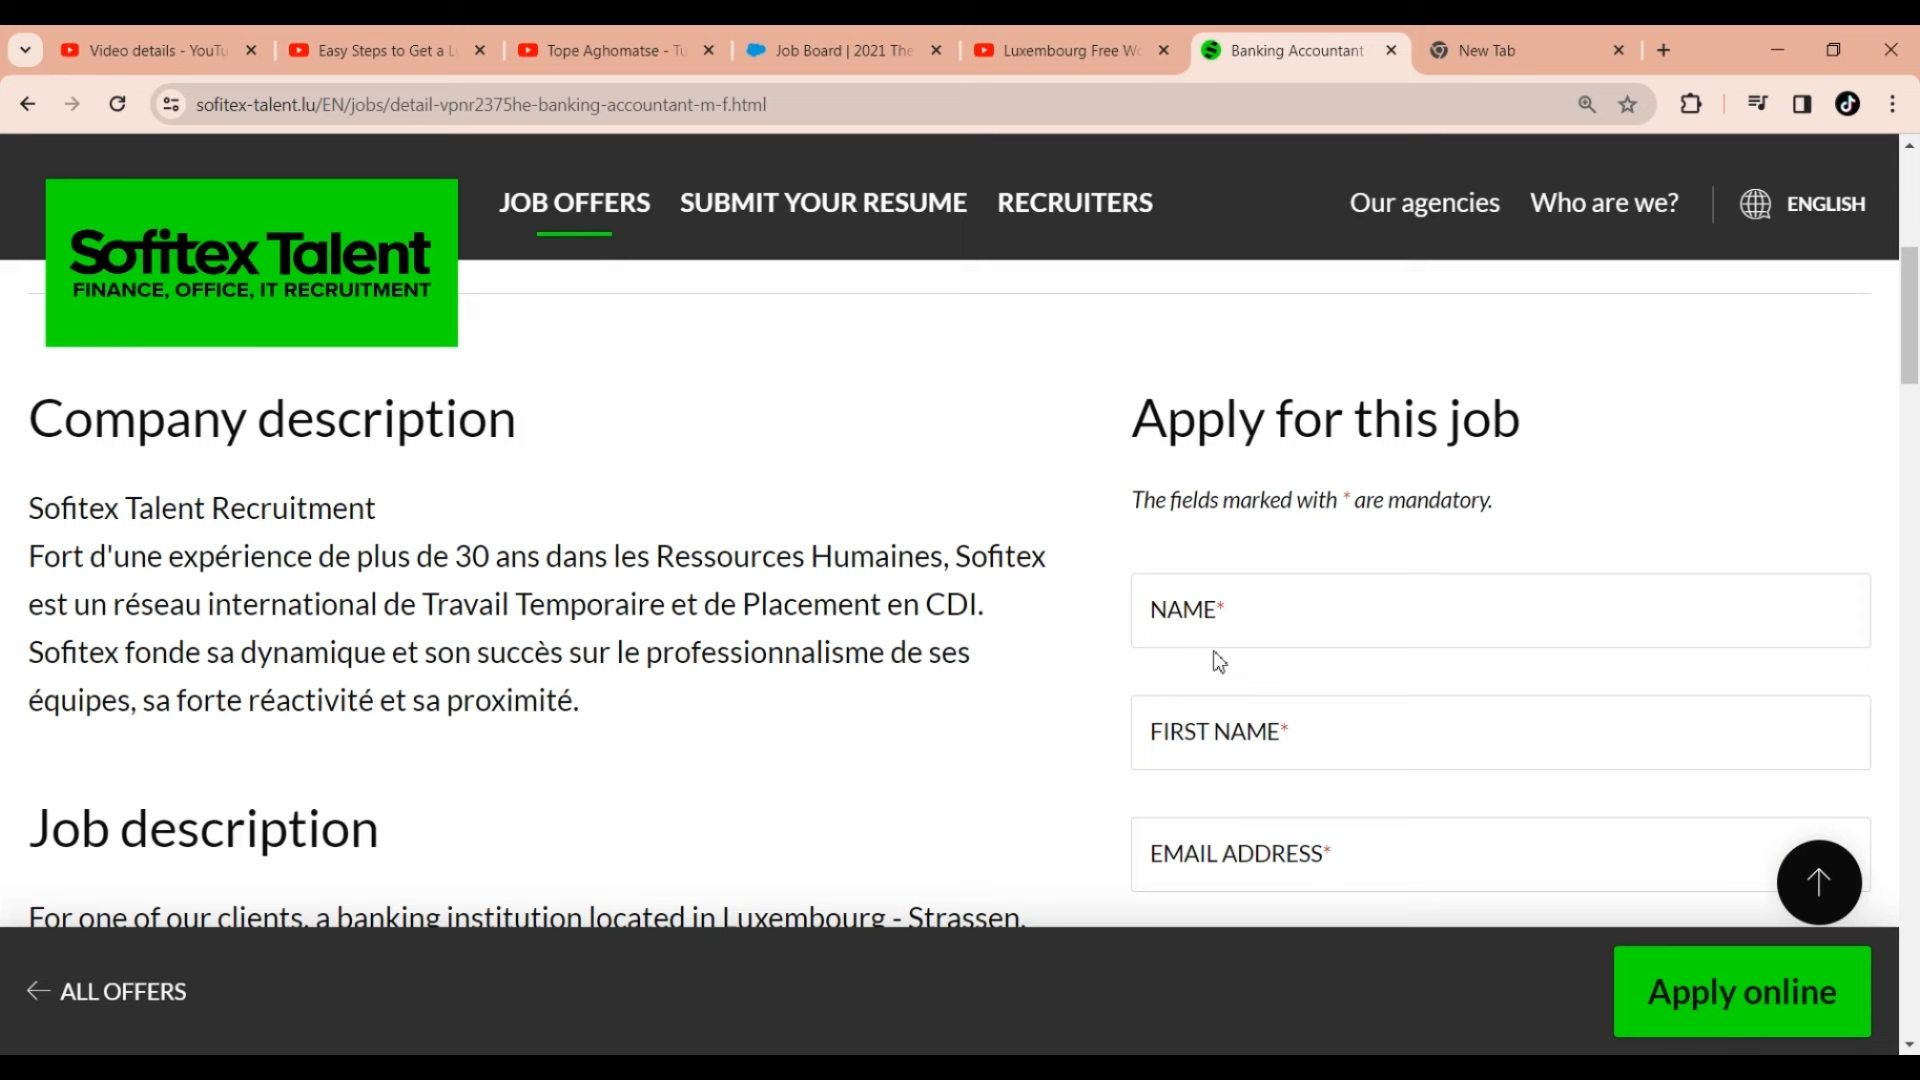 Video details - YouTu
Easy Steps to Get a L
Tope Aghomatse - Tu
Job Board | 2021 The
Luxembourg Free Wo
Banking Accountant
New Tab
sofitex-talent.lu/EN/jobs/detail-vpnr2375he-banking-accountant-m-f.html
Sofitex Talent
FINANCE, OFFICE, IT RECRUITMENT
JOB OFFERS
SUBMIT YOUR RESUME
RECRUITERS
Our agencies
Who are we?
ENGLISH
Company description
Sofitex Talent Recruitment
Fort d'une expérience de plus de 30 ans dans les Ressources Humaines, Sofitex
est un réseau international de Travail Temporaire et de Placement en CDI.
Sofitex fonde sa dynamique et son succès sur le professionnalisme de ses
équipes, sa forte réactivité et sa proximité.
Job description
For one of our clients, a banking institution located in Luxembourg - Strassen,
Apply for this job
The fields marked with * are mandatory.
NAME*
FIRST NAME*
EMAIL ADDRESS*
ALL OFFERS
Apply online